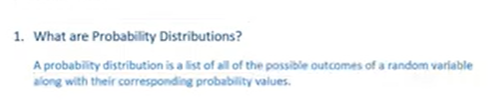 1. What are Probability Distributions?
A probability distribution is a list of all of the possible outcomes of a random variable
along with their corresponding probability values.